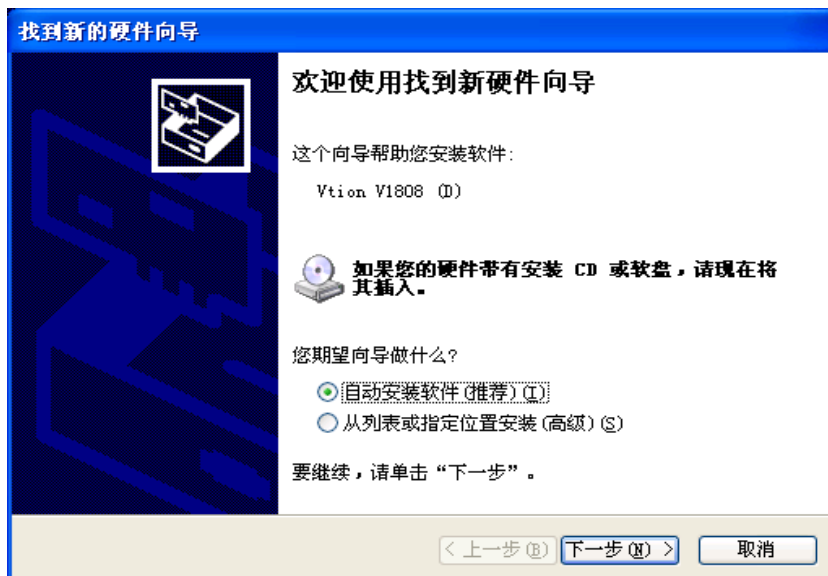 找到新的硬件向导
欢迎使用找到新硬件向导
这个向导帮助您安装软件:
Vtion V1808 (D)
如果您的硬件带有安装 CD 或软盘，请现在将
其插入。
您期望向导做什么?
自动安装软件(推荐)(I)
从列表或指定位置安装(高级)(S)
要继续，请单击“下一步”。
< 上一步(B) 下一步(N) > 取消